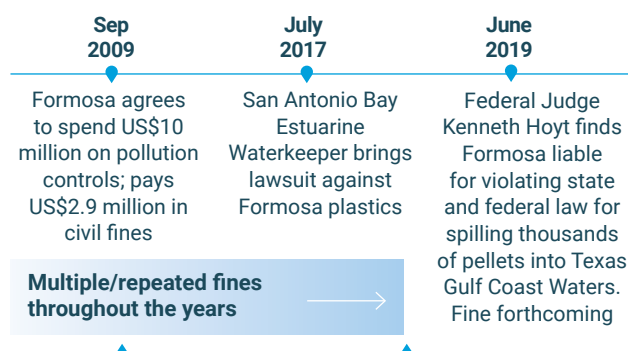 Sep
2009
Formosa agrees
to spend US$10
million on pollution
controls; pays
US$2.9 million in
civil fines
July
2017
San Antonio Bay
Estuarine
Waterkeeper brings
lawsuit against
Formosa plastics
June
2019
Federal Judge
Kenneth Hoyt finds
Formosa liable
for violating state
and federal law for
spilling thousands
of pellets into Texas
Gulf Coast Waters.
Fine forthcoming
Multiple/repeated fines
throughout the years